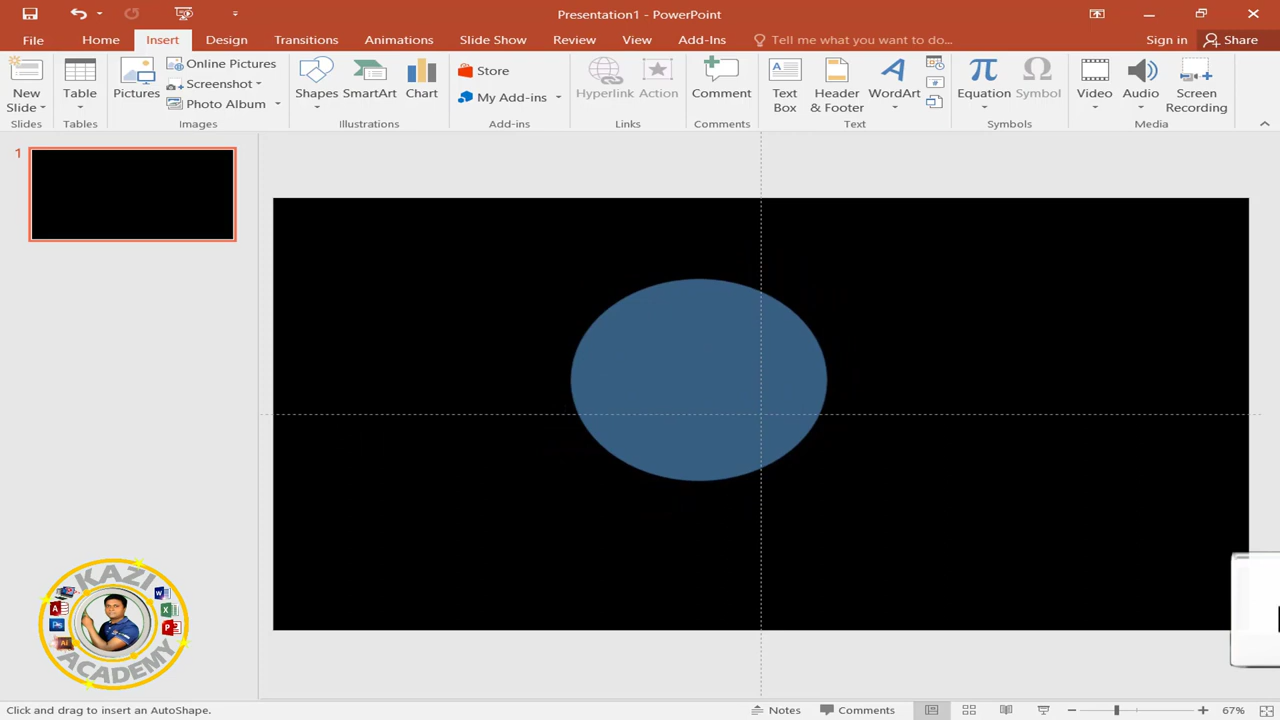 Presentation1 - PowerPoint
File Home Insert Design Transitions Animations Slide Show Review View Add-Ins Tell me what you want to do... Sign in Share
New Slide
Slides
Table
Tables
Pictures
Online Pictures
Screenshot
Photo Album
Images
Shapes
SmartArt
Chart
Illustrations
Store
My Add-ins
Add-ins
Hyperlink
Action
Links
Comment
Comments
Text Box
Header & Footer
WordArt
Text
Equation
Symbol
Symbols
Video
Audio
Screen Recording
Media
1
KAZI
ACADEMY
Click and drag to insert an AutoShape.
Notes
Comments
67%